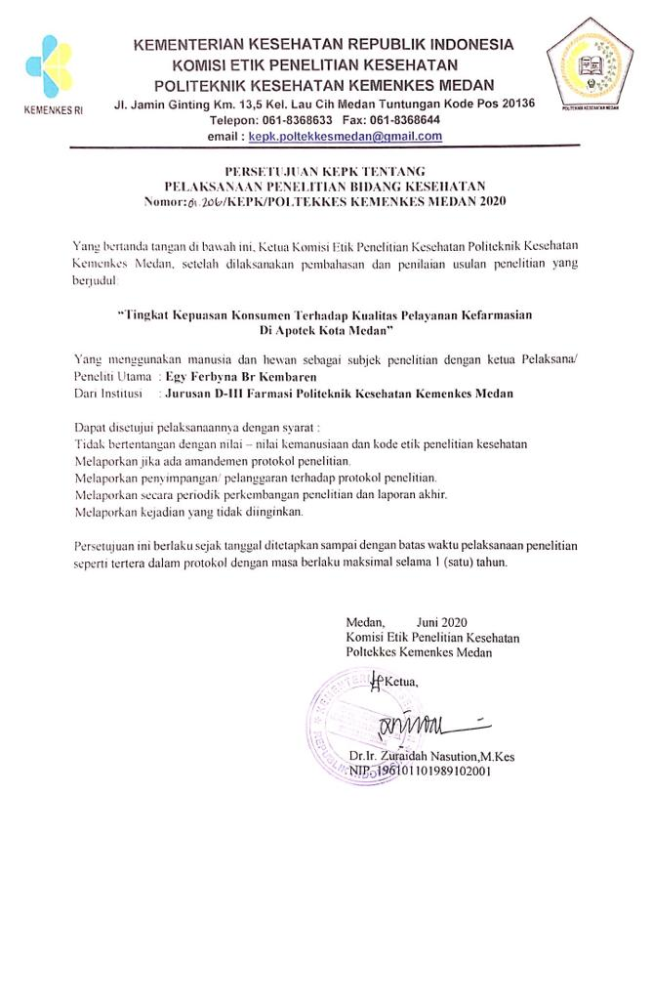 KEMENTERIAN KESEHATAN REPUBLIK INDONESIA
KOMISI ETIK PENELITIAN KESEHATAN
POLITEKNIK KESEHATAN KEMENKES MEDAN
KEMENKES RI
POLITEKNIK KESEHATAN MEDAN
Jl. Jamin Ginting Km. 13,5 Kel. Lau Cih Medan Tuntungan Kode Pos 20136
Telepon: 061-8368633 Fax: 061-8368644
email : kepk.poltekkesmedan@gmail.com
PERSETUJUAN KEPK TENTANG
PELAKSANAAN PENELITIAN BIDANG KESEHATAN
Nomor:01.206/KEPK/POLTEKKES KEMENKES MEDAN 2020
Yang bertanda tangan di bawah ini, Ketua Komisi Etik Penelitian Kesehatan Politeknik Kesehatan
Kemenkes Medan, setelah dilaksanakan pembahasan dan penilaian usulan penelitian yang
berjudul:
“Tingkat Kepuasan Konsumen Terhadap Kualitas Pelayanan Kefarmasian
Di Apotek Kota Medan”
Yang menggunakan manusia dan hewan sebagai subjek penelitian dengan ketua Pelaksana/
Peneliti Utama : Egy Ferbyna Br Kembaren
Dari Institusi : Jurusan D-III Farmasi Politeknik Kesehatan Kemenkes Medan
Dapat disetujui pelaksanaannya dengan syarat :
Tidak bertentangan dengan nilai – nilai kemanusiaan dan kode etik penelitian kesehatan
Melaporkan jika ada amandemen protokol penelitian.
Melaporkan penyimpangan/ pelanggaran terhadap protokol penelitian.
Melaporkan secara periodik perkembangan penelitian dan laporan akhir.
Melaporkan kejadian yang tidak diinginkan.
Persetujuan ini berlaku sejak tanggal ditetapkan sampai dengan batas waktu pelaksanaan penelitian
seperti tertera dalam protokol dengan masa berlaku maksimal selama 1 (satu) tahun.
Medan, Juni 2020
Komisi Etik Penelitian Kesehatan
Poltekkes Kemenkes Medan
Ketua,
Dr.Ir. Zuraidah Nasution,M.Kes
NIP. 196101101989102001